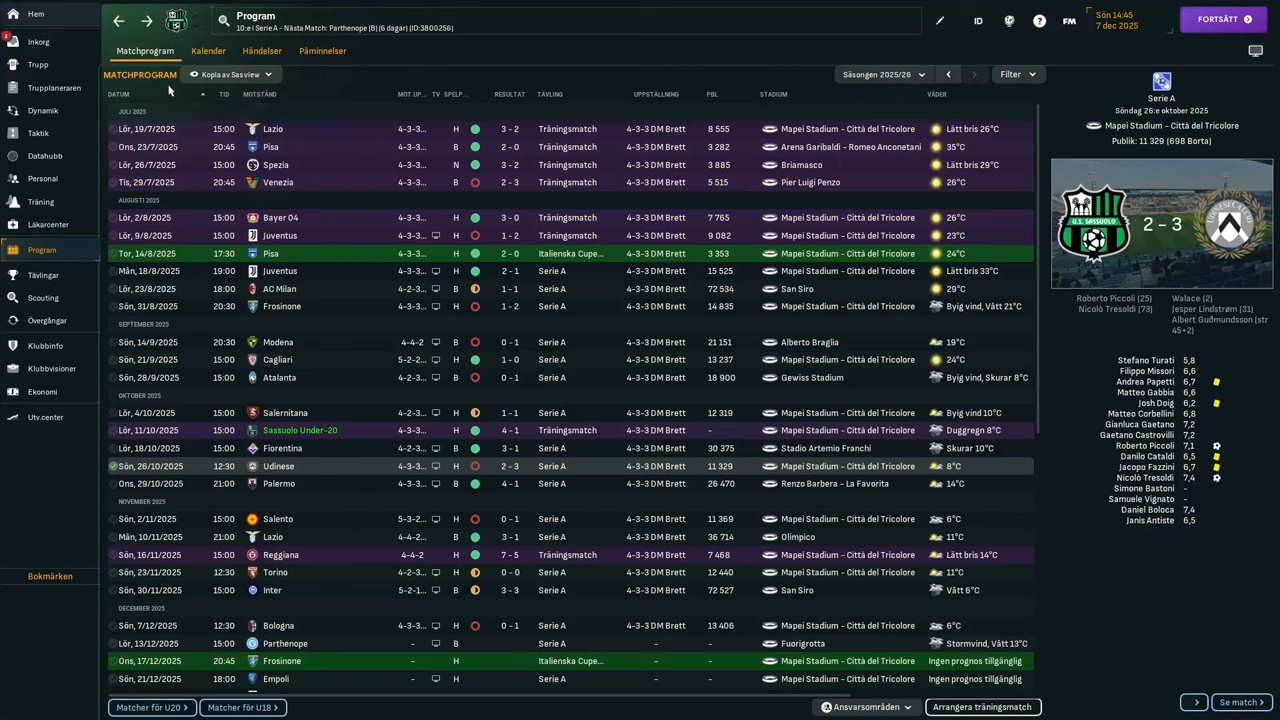 Hem
Program
10:e i Serie A - Nästa Match: Parthenope (B) (6 dagar) (ID:3800256)
ID
FM
Sön 14:45
7 dec 2025
FORTSÄTT
2
Inkorg
Trupp
Trupplaneraren
Dynamik
Taktik
Datahubb
Personal
Träning
Läkarcenter
Program
Tävlingar
Scouting
Övergångar
Klubbinfo
Klubbvisioner
Ekonomi
Utv.center
Bokmärken
Matchprogram Kalender Händelser Påminnelser
MATCHPROGRAM Kopia av Sas view Säsongen 2025/26 Filter
DATUM TID MOTSTÅND MOT.UP... TV SPELP... RESULTAT TÄVLING UPPSTÄLLNING PBL STADIUM VÄDER
JULI 2025
Lör, 19/7/2025 15:00 Lazio 4-3-3... H 3 - 2 Träningsmatch 4-3-3 DM Brett 8 555 Mapei Stadium - Città del Tricolore Lätt bris 26°C
Ons, 23/7/2025 20:45 Pisa 4-3-3... H 2 - 0 Träningsmatch 4-3-3 DM Brett 3 282 Arena Garibaldi - Romeo Anconetani 35°C
Lör, 26/7/2025 15:00 Spezia 4-3-3... N 3 - 2 Träningsmatch 4-3-3 DM Brett 3 885 Briamasco Lätt bris 29°C
Tis, 29/7/2025 20:45 Venezia 4-3-3... B 2 - 3 Träningsmatch 4-3-3 DM Brett 5 515 Pier Luigi Penzo 26°C
AUGUSTI 2025
Lör, 2/8/2025 15:00 Bayer 04 4-3-3... H 3 - 0 Träningsmatch 4-3-3 DM Brett 7 765 Mapei Stadium - Città del Tricolore 26°C
Lör, 9/8/2025 15:00 Juventus 4-3-3... H 1 - 2 Träningsmatch 4-3-3 DM Brett 9 082 Mapei Stadium - Città del Tricolore 23°C
Tor, 14/8/2025 17:30 Pisa 4-3-3... H 2 - 0 Italienska Cupe... 4-3-3 DM Brett 3 353 Mapei Stadium - Città del Tricolore 24°C
Mån, 18/8/2025 19:00 Juventus 4-3-3... H 2 - 1 Serie A 4-3-3 DM Brett 15 525 Mapei Stadium - Città del Tricolore Lätt bris 33°C
Lör, 23/8/2025 18:00 AC Milan 4-3-3... B 1 - 1 Serie A 4-3-3 DM Brett 72 534 San Siro 29°C
Sön, 31/8/2025 20:30 Frosinone 4-3-3... H 1 - 2 Serie A 4-3-3 DM Brett 14 835 Mapei Stadium - Città del Tricolore Byig vind, Vått 21°C
SEPTEMBER 2025
Sön, 14/9/2025 20:30 Modena 4-4-2 B 0 - 1 Serie A 4-3-3 DM Brett 21 151 Alberto Braglia 19°C
Sön, 21/9/2025 15:00 Cagliari 5-2-2... H 1 - 0 Serie A 4-3-3 DM Brett 13 237 Mapei Stadium - Città del Tricolore 24°C
Sön, 28/9/2025 15:00 Atalanta 4-2-3... B 0 - 1 Serie A 4-3-3 DM Brett 18 900 Gewiss Stadium Byig vind, Skurar 8°C
OKTOBER 2025
Lör, 4/10/2025 15:00 Salernitana 4-2-3... H 1 - 1 Serie A 4-3-3 DM Brett 12 319 Mapei Stadium - Città del Tricolore Byig vind 10°C
Lör, 11/10/2025 15:00 Sassuolo Under-20 4-3-3... H 4 - 1 Träningsmatch 4-3-3 DM Brett - Mapei Stadium - Città del Tricolore Duggregn 8°C
Lör, 18/10/2025 15:00 Fiorentina 4-2-3... B 3 - 1 Serie A 4-3-3 DM Brett 30 375 Stadio Artemio Franchi Skurar 10°C
Sön, 26/10/2025 12:30 Udinese 4-3-3... H 2 - 3 Serie A 4-3-3 DM Brett 11 329 Mapei Stadium - Città del Tricolore 8°C
Ons, 29/10/2025 21:00 Palermo 4-2-3... B 4 - 1 Serie A 4-3-3 DM Brett 26 470 Renzo Barbera - La Favorita 14°C
NOVEMBER 2025
Sön, 2/11/2025 15:00 Salento 5-3-2... H 0 - 1 Serie A 4-3-3 DM Brett 11 369 Mapei Stadium - Città del Tricolore 6°C
Mån, 10/11/2025 21:00 Lazio 4-3-3... B 3 - 1 Serie A 4-3-3 DM Brett 36 714 Olimpico 11°C
Sön, 16/11/2025 15:00 Reggiana 4-4-2 H 7 - 5 Träningsmatch 4-3-3 DM Brett 7 468 Mapei Stadium - Città del Tricolore Lätt bris 14°C
Sön, 23/11/2025 12:30 Torino 4-2-3... H 0 - 0 Serie A 4-3-3 DM Brett 12 440 Mapei Stadium - Città del Tricolore 11°C
Sön, 30/11/2025 15:00 Inter 5-2-1... B 3 - 3 Serie A 4-3-3 DM Brett 72 527 San Siro Vått 6°C
DECEMBER 2025
Sön, 7/12/2025 12:30 Bologna 4-3-3... H 0 - 1 Serie A 4-3-3 DM Brett 13 406 Mapei Stadium - Città del Tricolore 6°C
Lör, 13/12/2025 15:00 Parthenope - B Serie A - - Fuorigrotta Stormvind, Vått 13°C
Ons, 17/12/2025 20:45 Frosinone - H Italienska Cupe... - - Mapei Stadium - Città del Tricolore Ingen prognos tillgänglig
Sön, 21/12/2025 18:00 Empoli - H Serie A - - Mapei Stadium - Città del Tricolore Ingen prognos tillgänglig
Matcher för U20 Matcher för U18 Ansvarsområden Arrangera träningsmatch
Serie A
Söndag 26:e oktober 2025
Mapei Stadium - Città del Tricolore
Publik: 11 329 (698 Borta)
U.S. SASSUOLO
2 - 3
Roberto Piccoli (25) Walace (2)
Nicolò Tresoldi (73) Jesper Lindstrøm (31)
Albert Guðmundsson (str
45+2)
Stefano Turati 5,8
Filippo Missori 6,6
Andrea Papetti 6,7
Matteo Gabbia 6,6
Josh Doig 6,2
Matteo Corbellini 6,8
Gianluca Gaetano 7,2
Gaetano Castrovilli 7,2
Roberto Piccoli 7,1
Danilo Cataldi 6,5
Jacopo Fazzini 6,7
Nicolò Tresoldi 7,4
Simone Bastoni -
Samuele Vignato -
Daniel Boloca 7,4
Janis Antiste 6,5
Se match